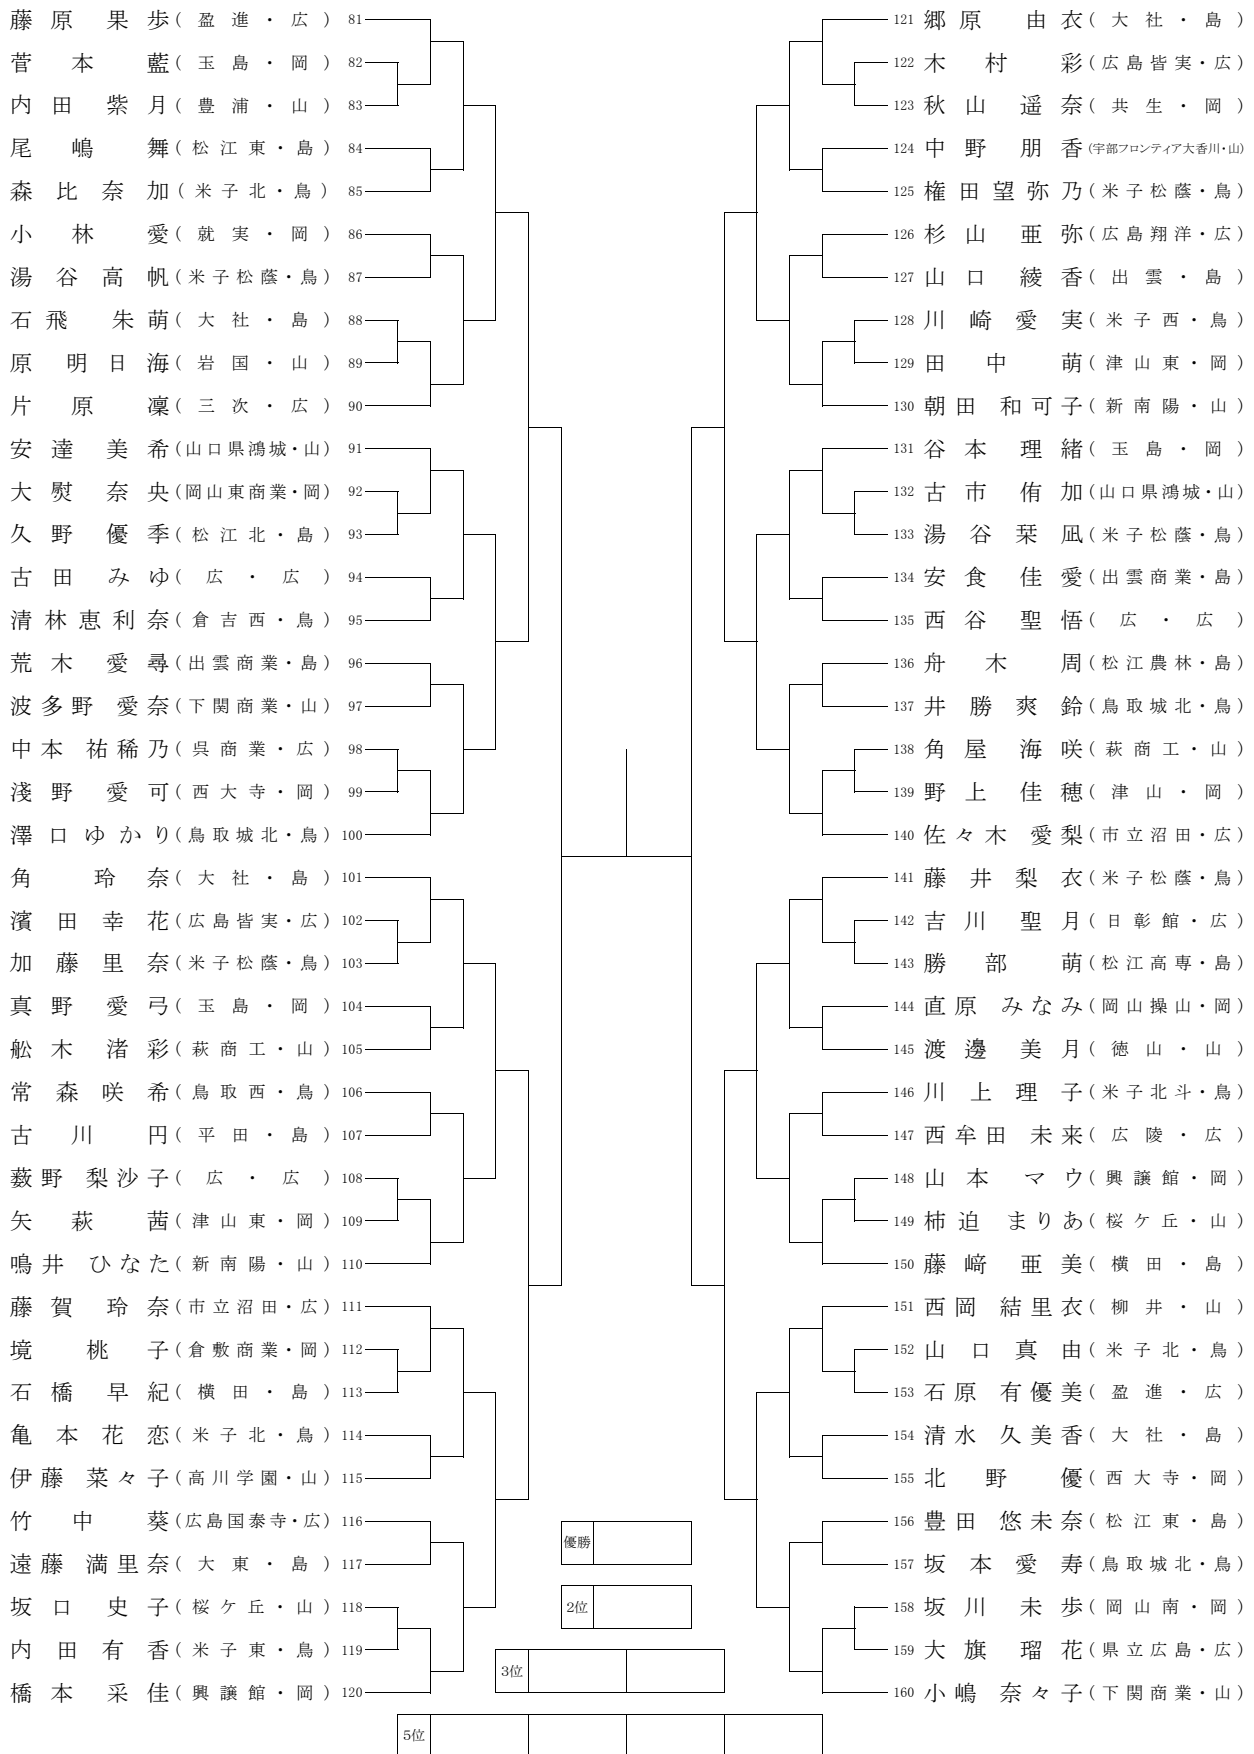 藤原果歩(盈進・広) 81
菅本藍(玉島・岡) 82
内田紫月(豊浦・山) 83
尾嶋舞(松江東・島) 84
森比奈加(米子北・鳥) 85
小林愛(就実・岡) 86
湯谷高帆(米子松蔭・鳥) 87
石飛朱萌(大社・島) 88
原明日海(岩国・山) 89
片原凜(三次・広) 90
安達美希(山口県鴻城・山) 91
大熨奈央(岡山東商業・岡) 92
久野優季(松江北・島) 93
古田みゆ(広・広) 94
清林恵利奈(倉吉西・鳥) 95
荒木愛尋(出雲商業・島) 96
波多野愛奈(下関商業・山) 97
中本祐稀乃(呉商業・広) 98
淺野愛可(西大寺・岡) 99
澤口ゆかり(鳥取城北・鳥) 100
角玲奈(大社・島) 101
濱田幸花(広島皆実・広) 102
加藤里奈(米子松蔭・鳥) 103
真野愛弓(玉島・岡) 104
舩木渚彩(萩商工・山) 105
常森咲希(鳥取西・鳥) 106
古川円(平田・島) 107
薮野梨沙子(広・広) 108
矢萩茜(津山東・岡) 109
鳴井ひなた(新南陽・山) 110
藤賀玲奈(市立沼田・広) 111
境桃子(倉敷商業・岡) 112
石橋早紀(横田・島) 113
亀本花恋(米子北・鳥) 114
伊藤菜々子(高川学園・山) 115
竹中葵(広島国泰寺・広) 116
遠藤満里奈(大東・島) 117
坂口史子(桜ケ丘・山) 118
内田有香(米子東・鳥) 119
橋本采佳(興譲館・岡) 120
121 郷原由衣(大社・島)
122 木村彩(広島皆実・広)
123 秋山遥奈(共生・岡)
124 中野朋香(宇部フロンティア大香川・山)
125 権田望弥乃(米子松蔭・鳥)
126 杉山亜弥(広島翔洋・広)
127 山口綾香(出雲・島)
128 川崎愛実(米子西・鳥)
129 田中萌(津山東・岡)
130 朝田和可子(新南陽・山)
131 谷本理緒(玉島・岡)
132 古市侑加(山口県鴻城・山)
133 湯谷栞凪(米子松蔭・鳥)
134 安食佳愛(出雲商業・島)
135 西谷聖悟(広・広)
136 舟木周(松江農林・島)
137 井勝爽鈴(鳥取城北・鳥)
138 角屋海咲(萩商工・山)
139 野上佳穂(津山・岡)
140 佐々木愛梨(市立沼田・広)
141 藤井梨衣(米子松蔭・鳥)
142 吉川聖月(日彰館・広)
143 勝部萌(松江高専・島)
144 直原みなみ(岡山操山・岡)
145 渡邊美月(徳山・山)
146 川上理子(米子北斗・鳥)
147 西牟田未来(広陵・広)
148 山本マウ(興譲館・岡)
149 柿迫まりあ(桜ケ丘・山)
150 藤﨑亜美(横田・島)
151 西岡結里衣(柳井・山)
152 山口真由(米子北・鳥)
153 石原有優美(盈進・広)
154 清水久美香(大社・島)
155 北野優(西大寺・岡)
156 豊田悠未奈(松江東・島)
157 坂本愛寿(鳥取城北・鳥)
158 坂川未歩(岡山南・岡)
159 大旗瑠花(県立広島・広)
160 小嶋奈々子(下関商業・山)
優勝
2位
3位
5位